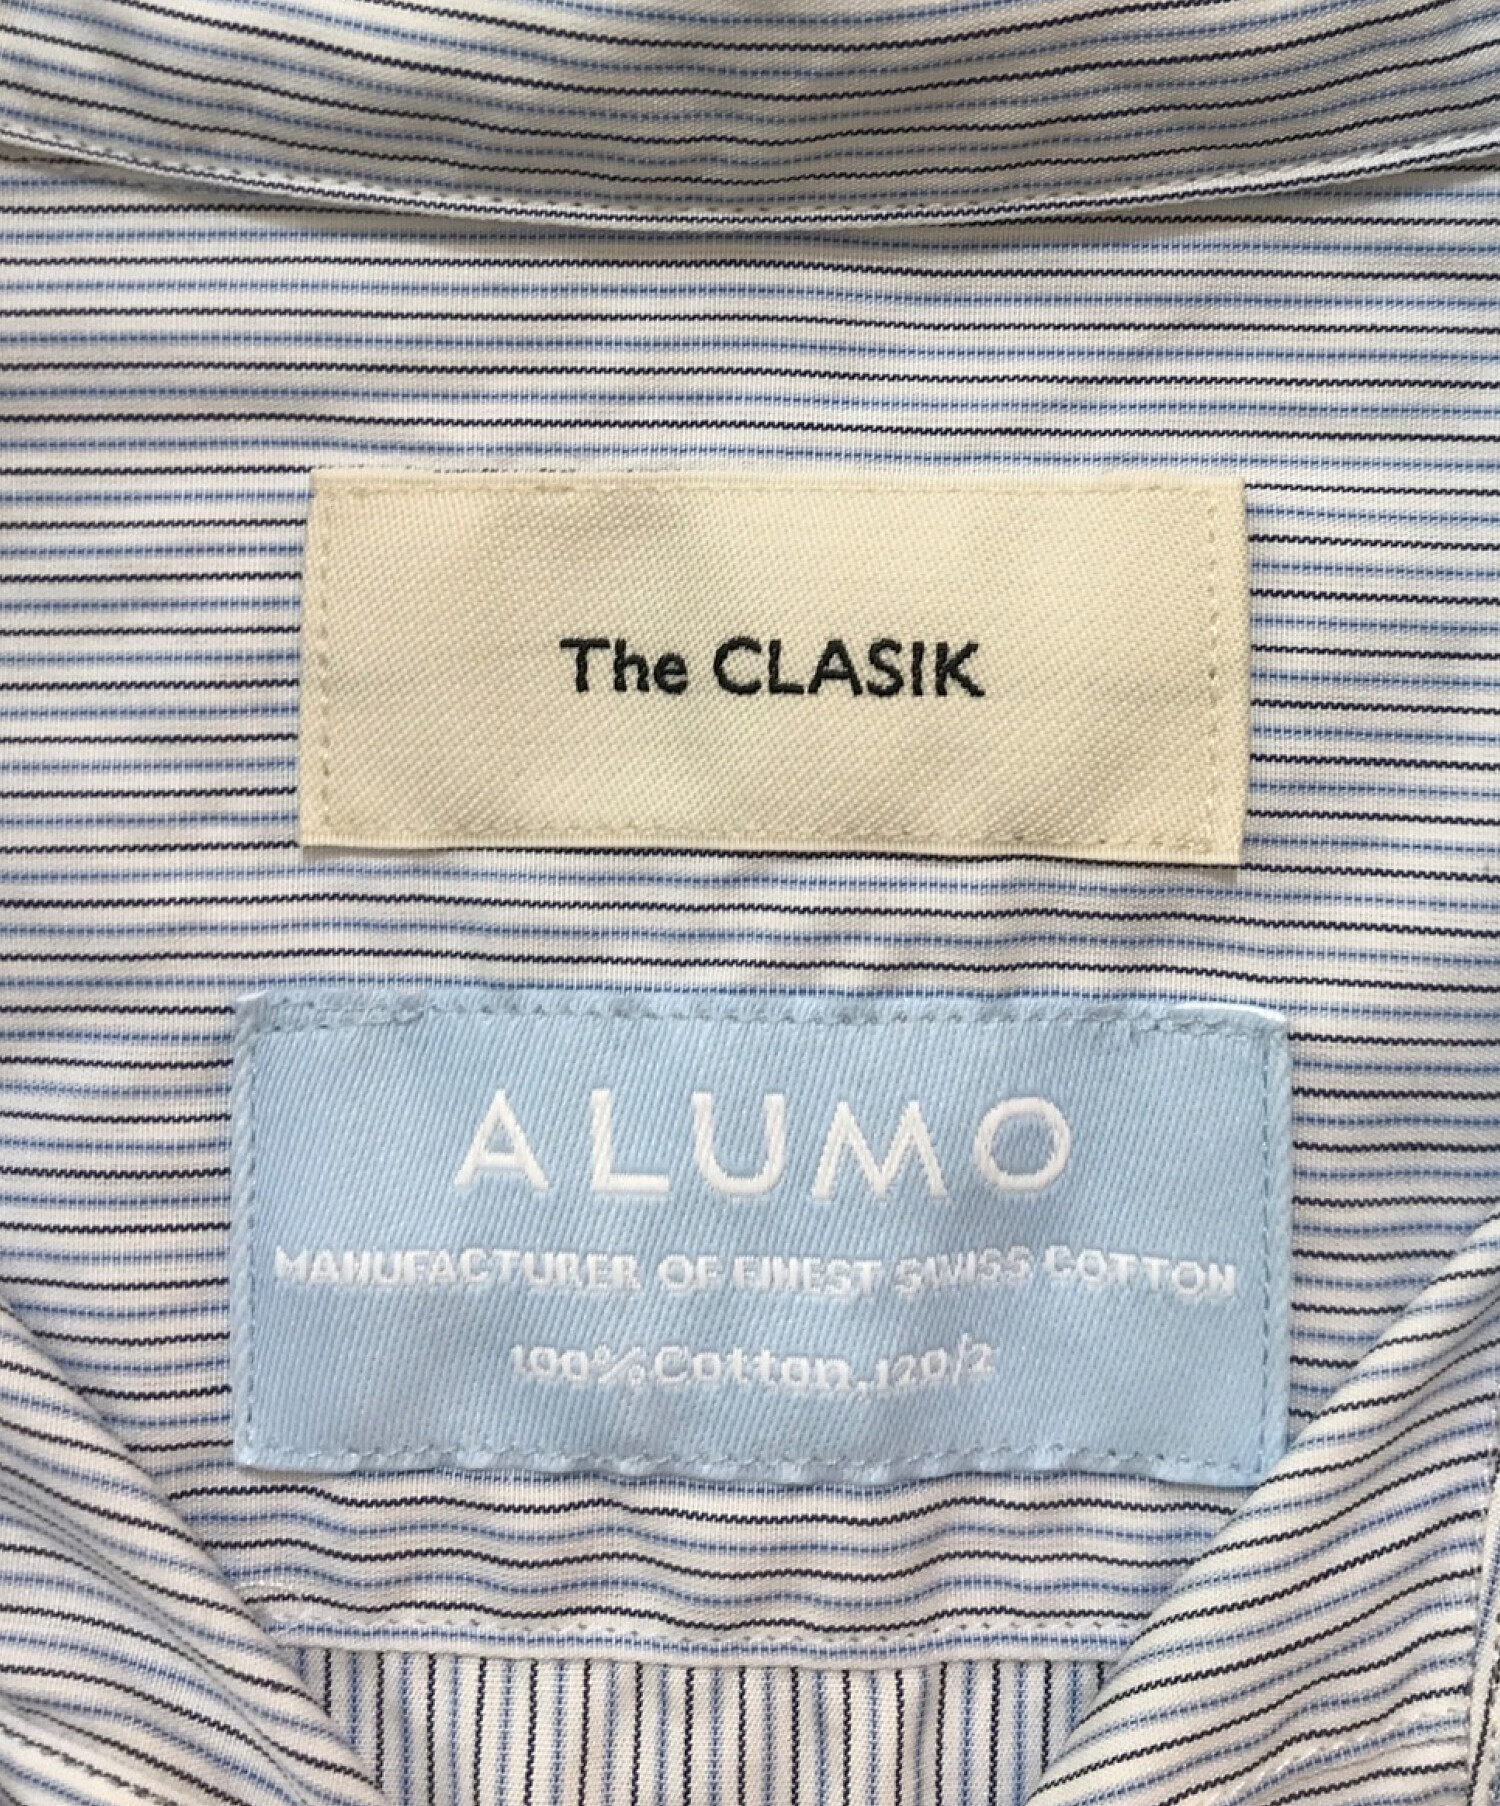 The CLASIK
ALUMO
MANUFACTURER OF FINEST SWISS COTTON
100%Cotton,120/2